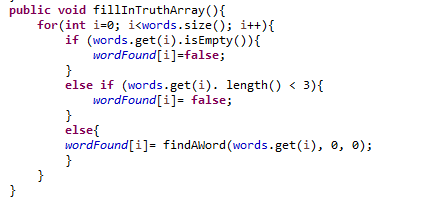 public void fillInTruthArray(){
    for(int i=0; i<words.size(); i++){
        if (words.get(i).isEmpty()){
            wordFound[i]=false;
        }
        else if (words.get(i). length() < 3){
            wordFound[i]= false;
        }
        else{
        wordFound[i]= findAWord(words.get(i), 0, 0);
        }
    }
}